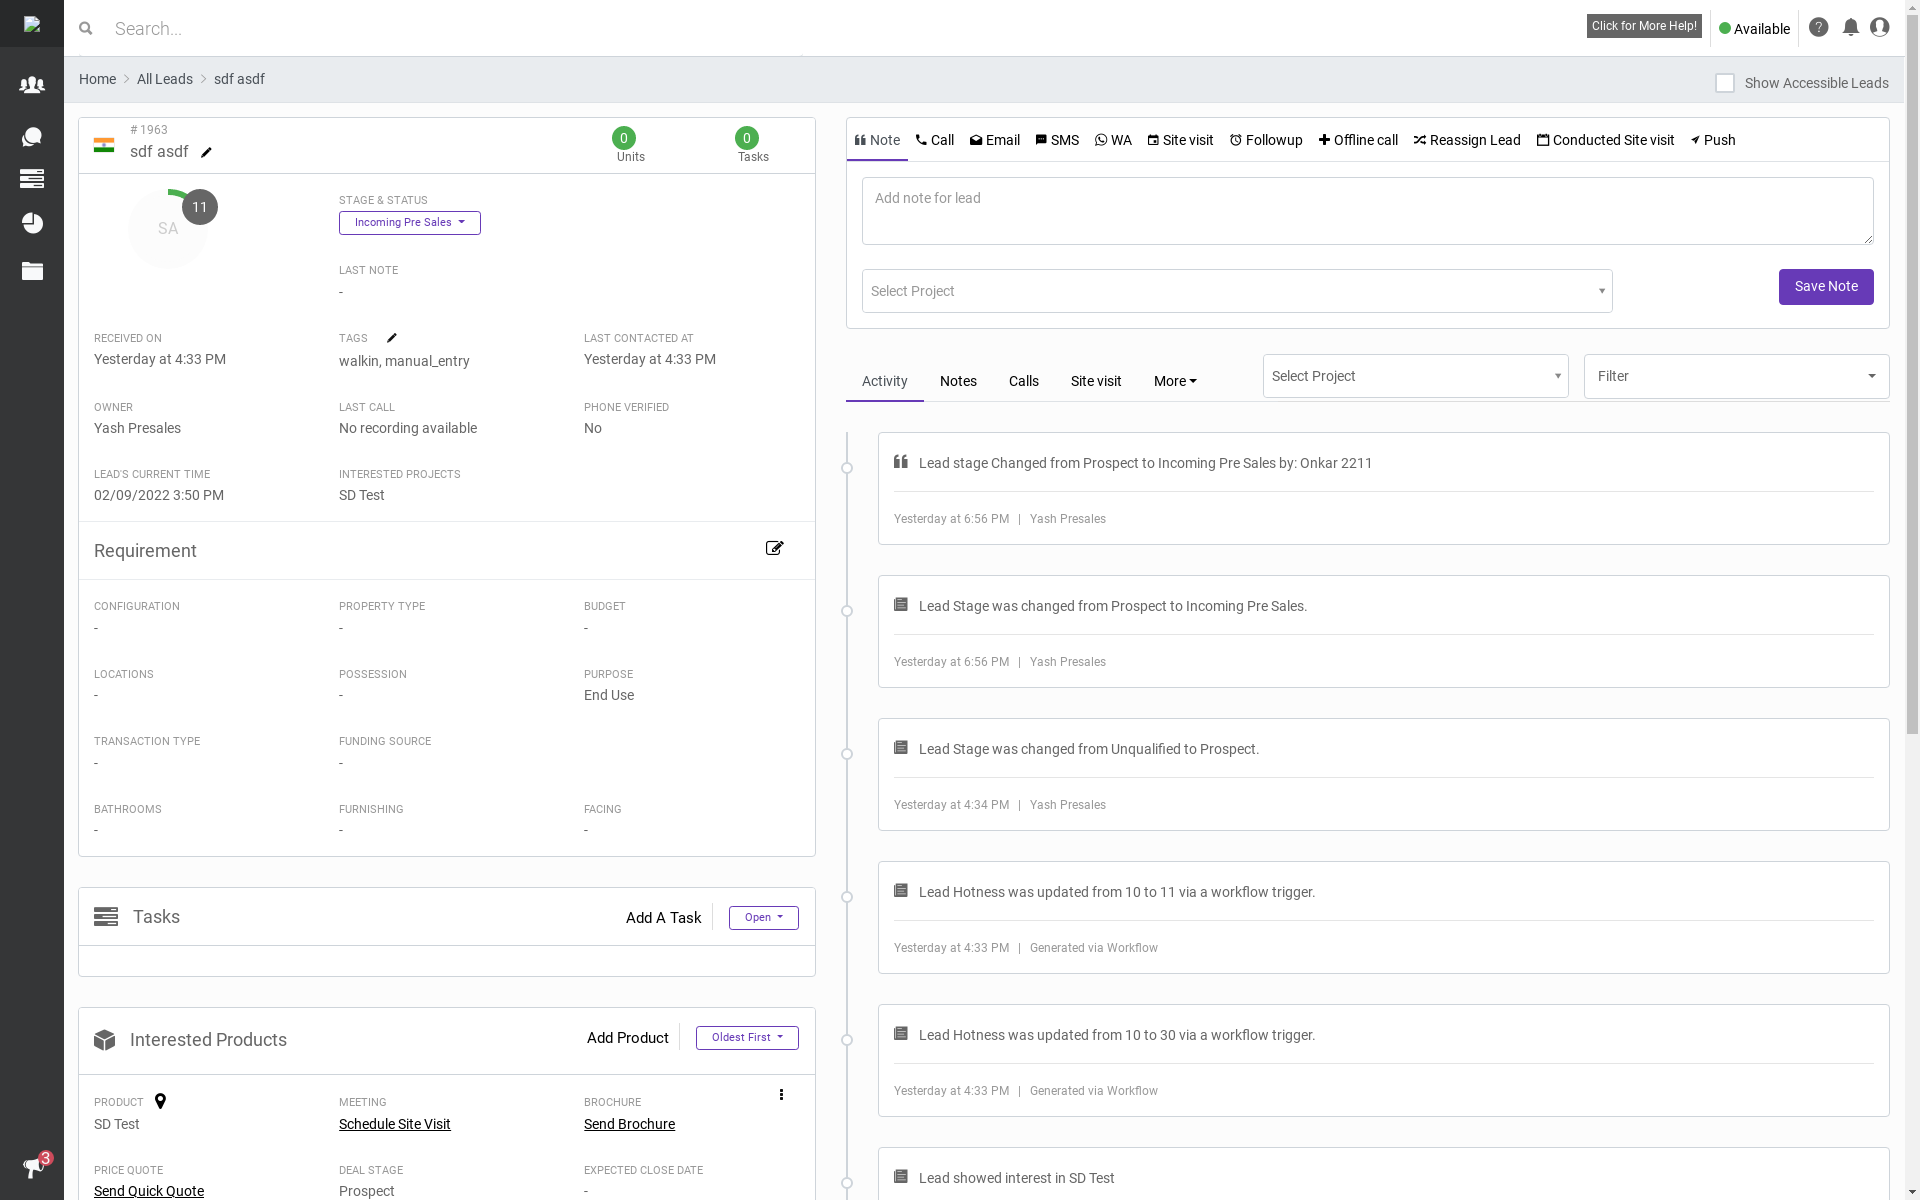 Search...
Click for More Help!
Available
Home
All Leads
sdf asdf
Show Accessible Leads
# 1963
sdf asdf
0
Units
0
Tasks
SA
11
STAGE & STATUS
Incoming Pre Sales
LAST NOTE
-
RECEIVED ON
Yesterday at 4:33 PM
TAGS
walkin, manual_entry
LAST CONTACTED AT
Yesterday at 4:33 PM
OWNER
Yash Presales
LAST CALL
No recording available
PHONE VERIFIED
No
LEAD'S CURRENT TIME
02/09/2022 3:50 PM
INTERESTED PROJECTS
SD Test
Requirement
CONFIGURATION
-
PROPERTY TYPE
-
BUDGET
-
LOCATIONS
-
POSSESSION
-
PURPOSE
End Use
TRANSACTION TYPE
-
FUNDING SOURCE
-
BATHROOMS
-
FURNISHING
-
FACING
-
Tasks
Add A Task
Open
Interested Products
Add Product
Oldest First
PRODUCT
SD Test
MEETING
Schedule Site Visit
BROCHURE
Send Brochure
PRICE QUOTE
Send Quick Quote
DEAL STAGE
Prospect
EXPECTED CLOSE DATE
-
3
Note
Call
Email
SMS
WA
Site visit
Followup
Offline call
Reassign Lead
Conducted Site visit
Push
Add note for lead
Select Project
Save Note
Activity
Notes
Calls
Site visit
More
Select Project
Filter
Lead stage Changed from Prospect to Incoming Pre Sales by: Onkar 2211
Yesterday at 6:56 PM | Yash Presales
Lead Stage was changed from Prospect to Incoming Pre Sales.
Yesterday at 6:56 PM | Yash Presales
Lead Stage was changed from Unqualified to Prospect.
Yesterday at 4:34 PM | Yash Presales
Lead Hotness was updated from 10 to 11 via a workflow trigger.
Yesterday at 4:33 PM | Generated via Workflow
Lead Hotness was updated from 10 to 30 via a workflow trigger.
Yesterday at 4:33 PM | Generated via Workflow
Lead showed interest in SD Test